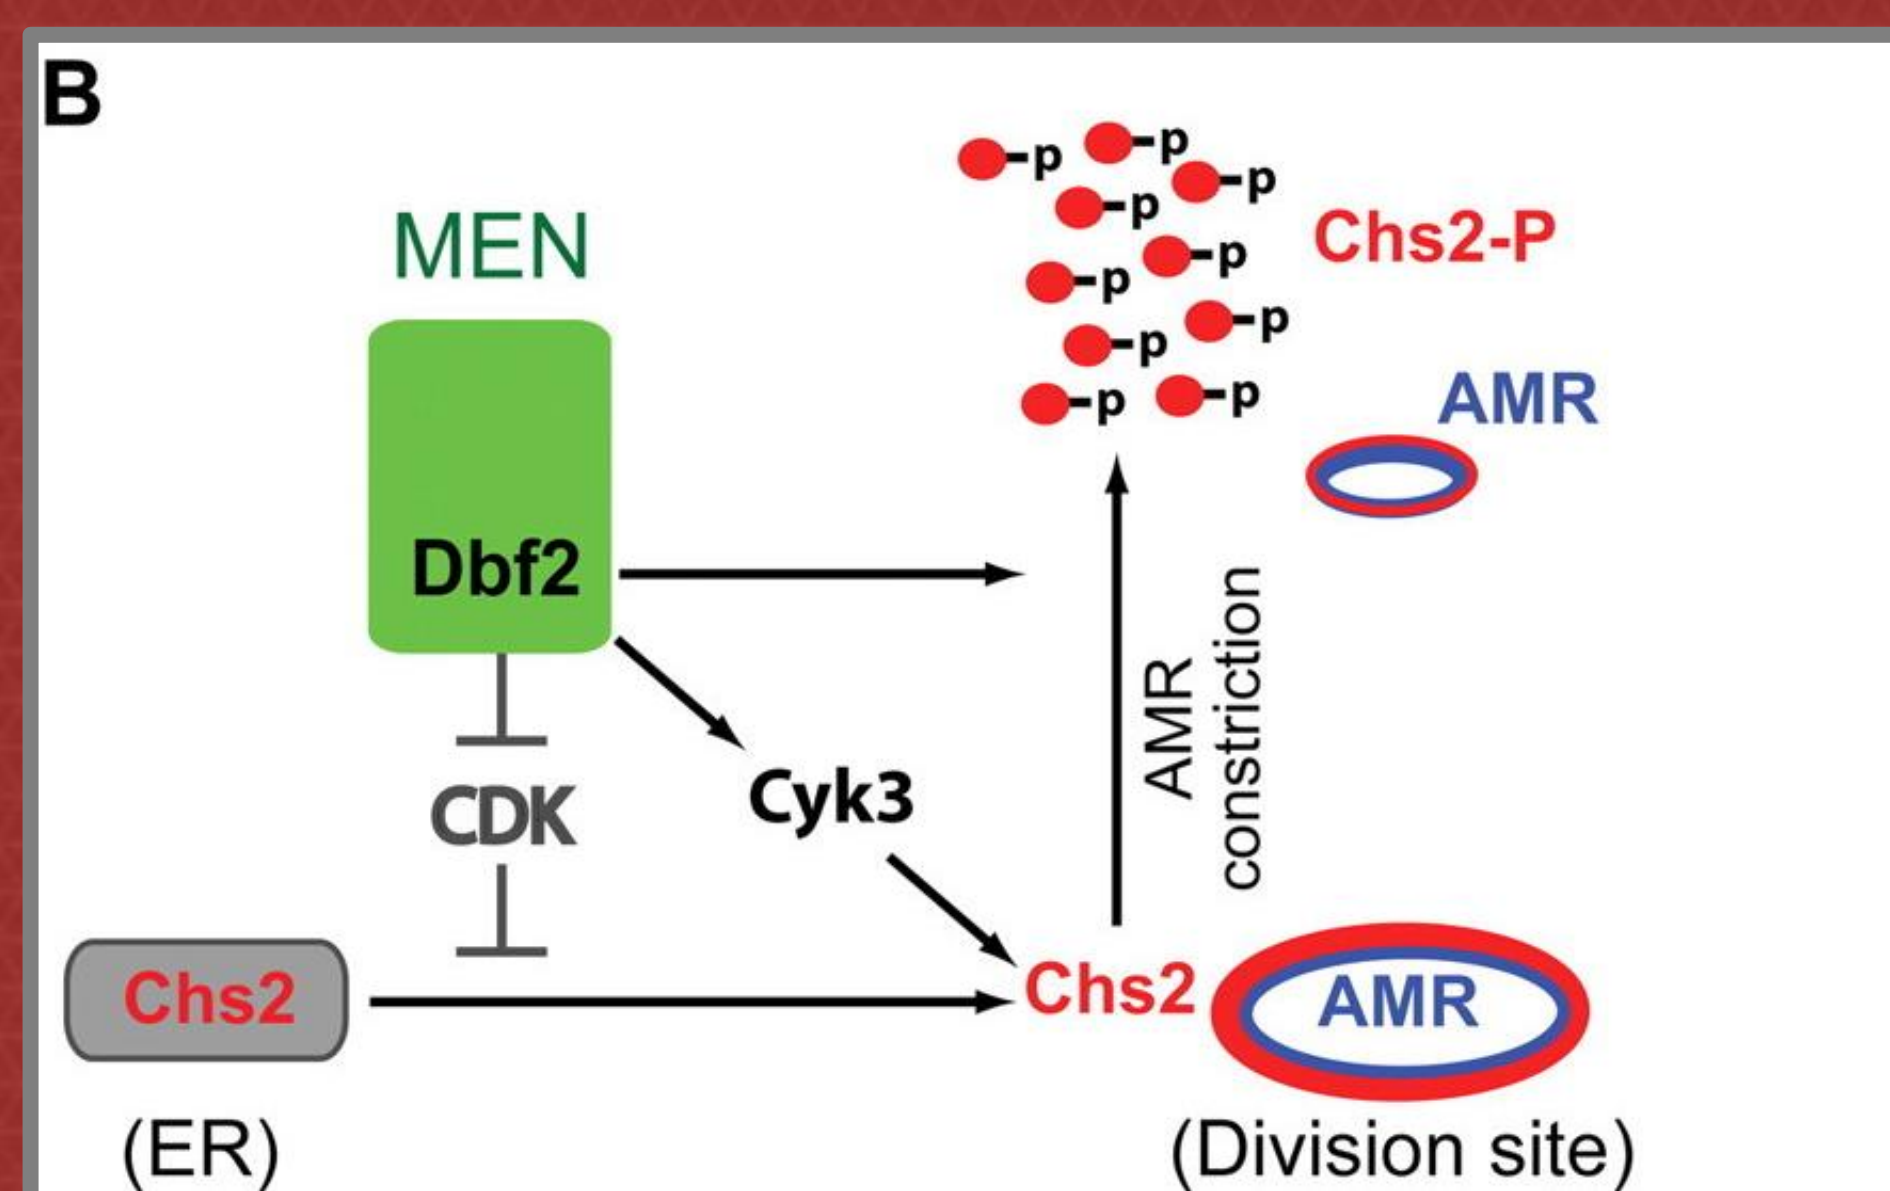 B
MEN
Dbf2
CDK
Cyk3
Chs2
(ER)
-p
-p
-p
-p
-p
-p
-p
-p
-p
-p
Chs2-P
AMR
AMR
constriction
Chs2
AMR
(Division site)